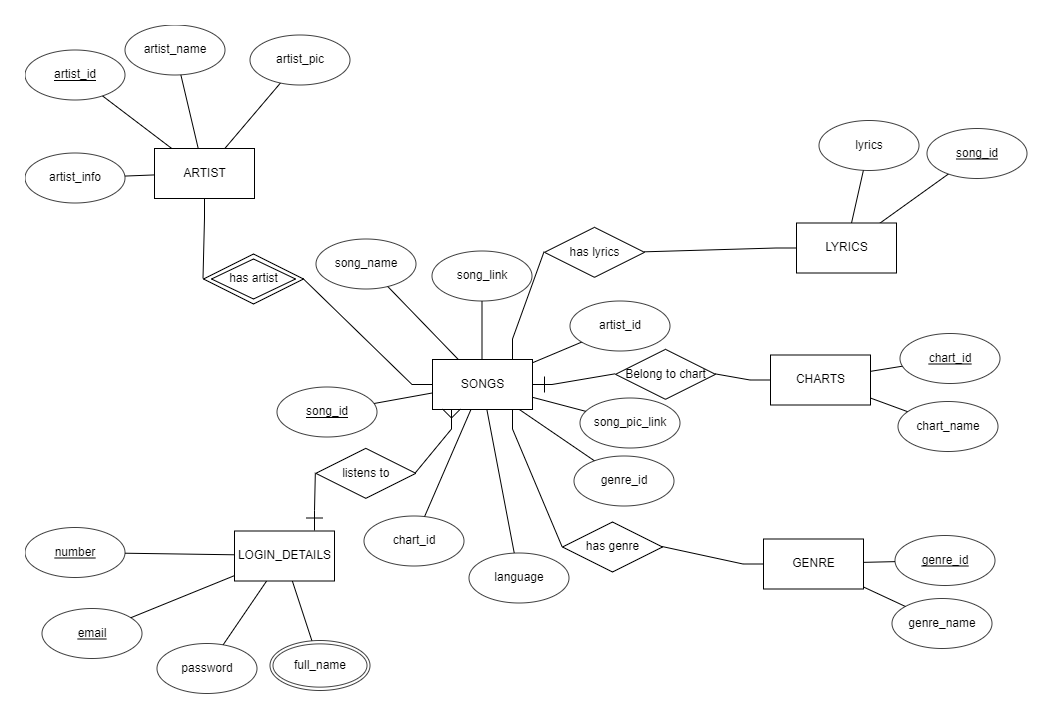 artist_name
artist_pic
artist_id
artist_info
ARTIST
lyrics
song_id
LYRICS
has lyrics
has artist
song_name
song_link
artist_id
SONGS
Belong to chart
CHARTS
chart_id
chart_name
song_id
song_pic_link
listens to
genre_id
chart_id
language
has genre
GENRE
genre_id
genre_name
number
LOGIN_DETAILS
email
password
full_name